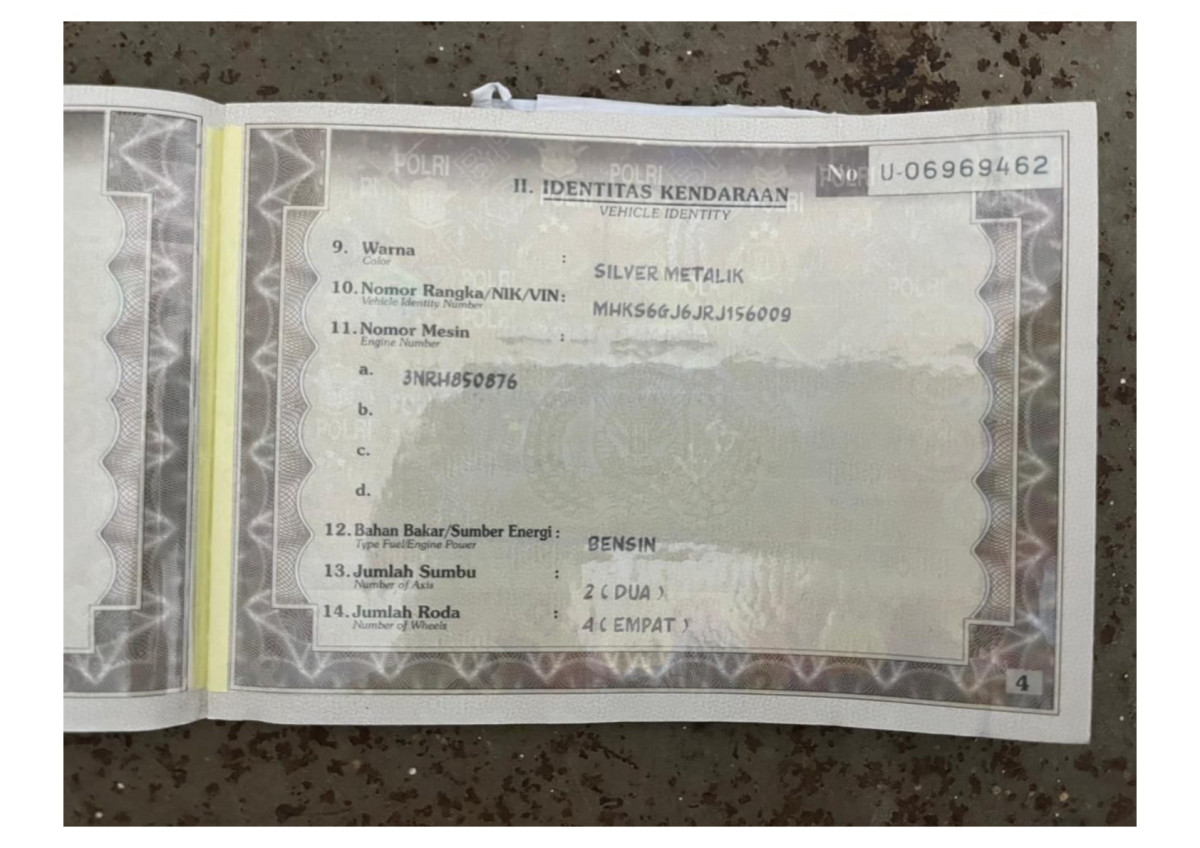 POLRI
POLRI
No U-06969462
II. IDENTITAS KENDARAAN
VEHICLE IDENTITY
9. Warna :
Color
SILVER METALIK
10. Nomor Rangka/NIK/VIN:
Vehicle Identity Number
MHKS6GJ6JRJ156009
11. Nomor Mesin :
Engine Number
a. 3NRH850876
b.
c.
d.
12. Bahan Bakar/Sumber Energi :
Type Fuel/Engine Power
BENSIN
13. Jumlah Sumbu :
Number of Axis
2 ( DUA )
14. Jumlah Roda :
Number of Wheels
4 ( EMPAT )
4